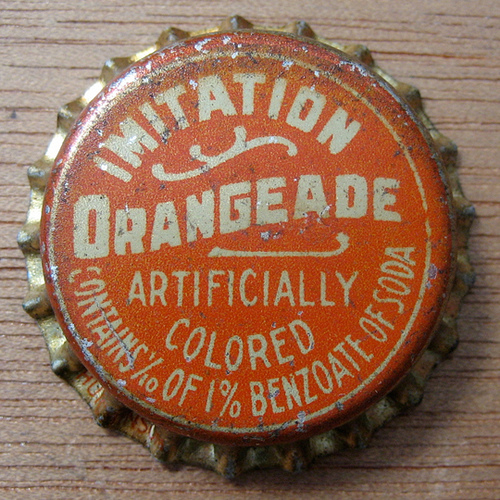 IMITATION
ORANGEADE
ARTIFICIALLY
COLORED
CONTAINS 1/10 OF 1% BENZOATE OF SODA